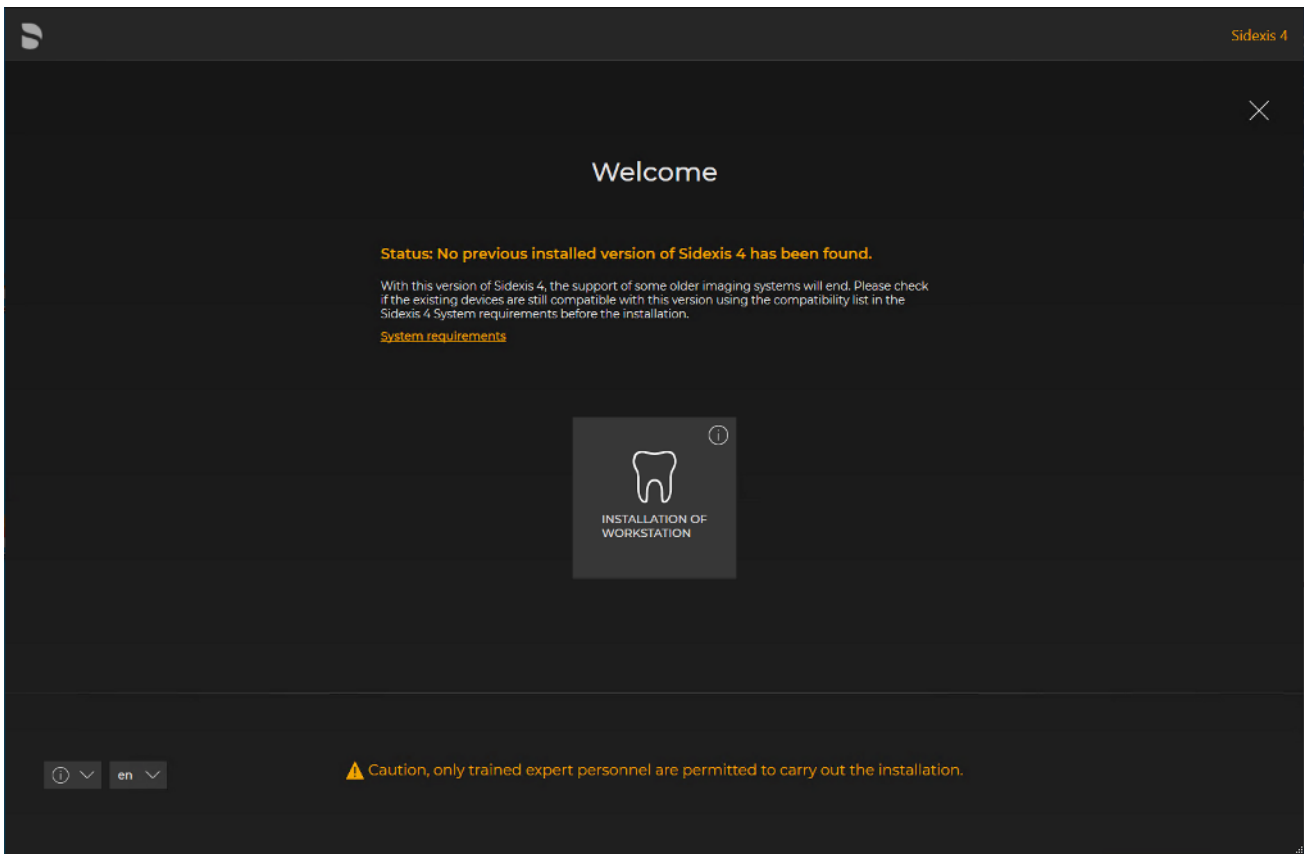 Sidexis 4
Welcome
Status: No previous installed version of Sidexis 4 has been found.
With this version of Sidexis 4, the support of some older imaging systems will end. Please check
if the existing devices are still compatible with this version using the compatibility list in the
Sidexis 4 System requirements before the installation.
System requirements
INSTALLATION OF
WORKSTATION
en
Caution, only trained expert personnel are permitted to carry out the installation.